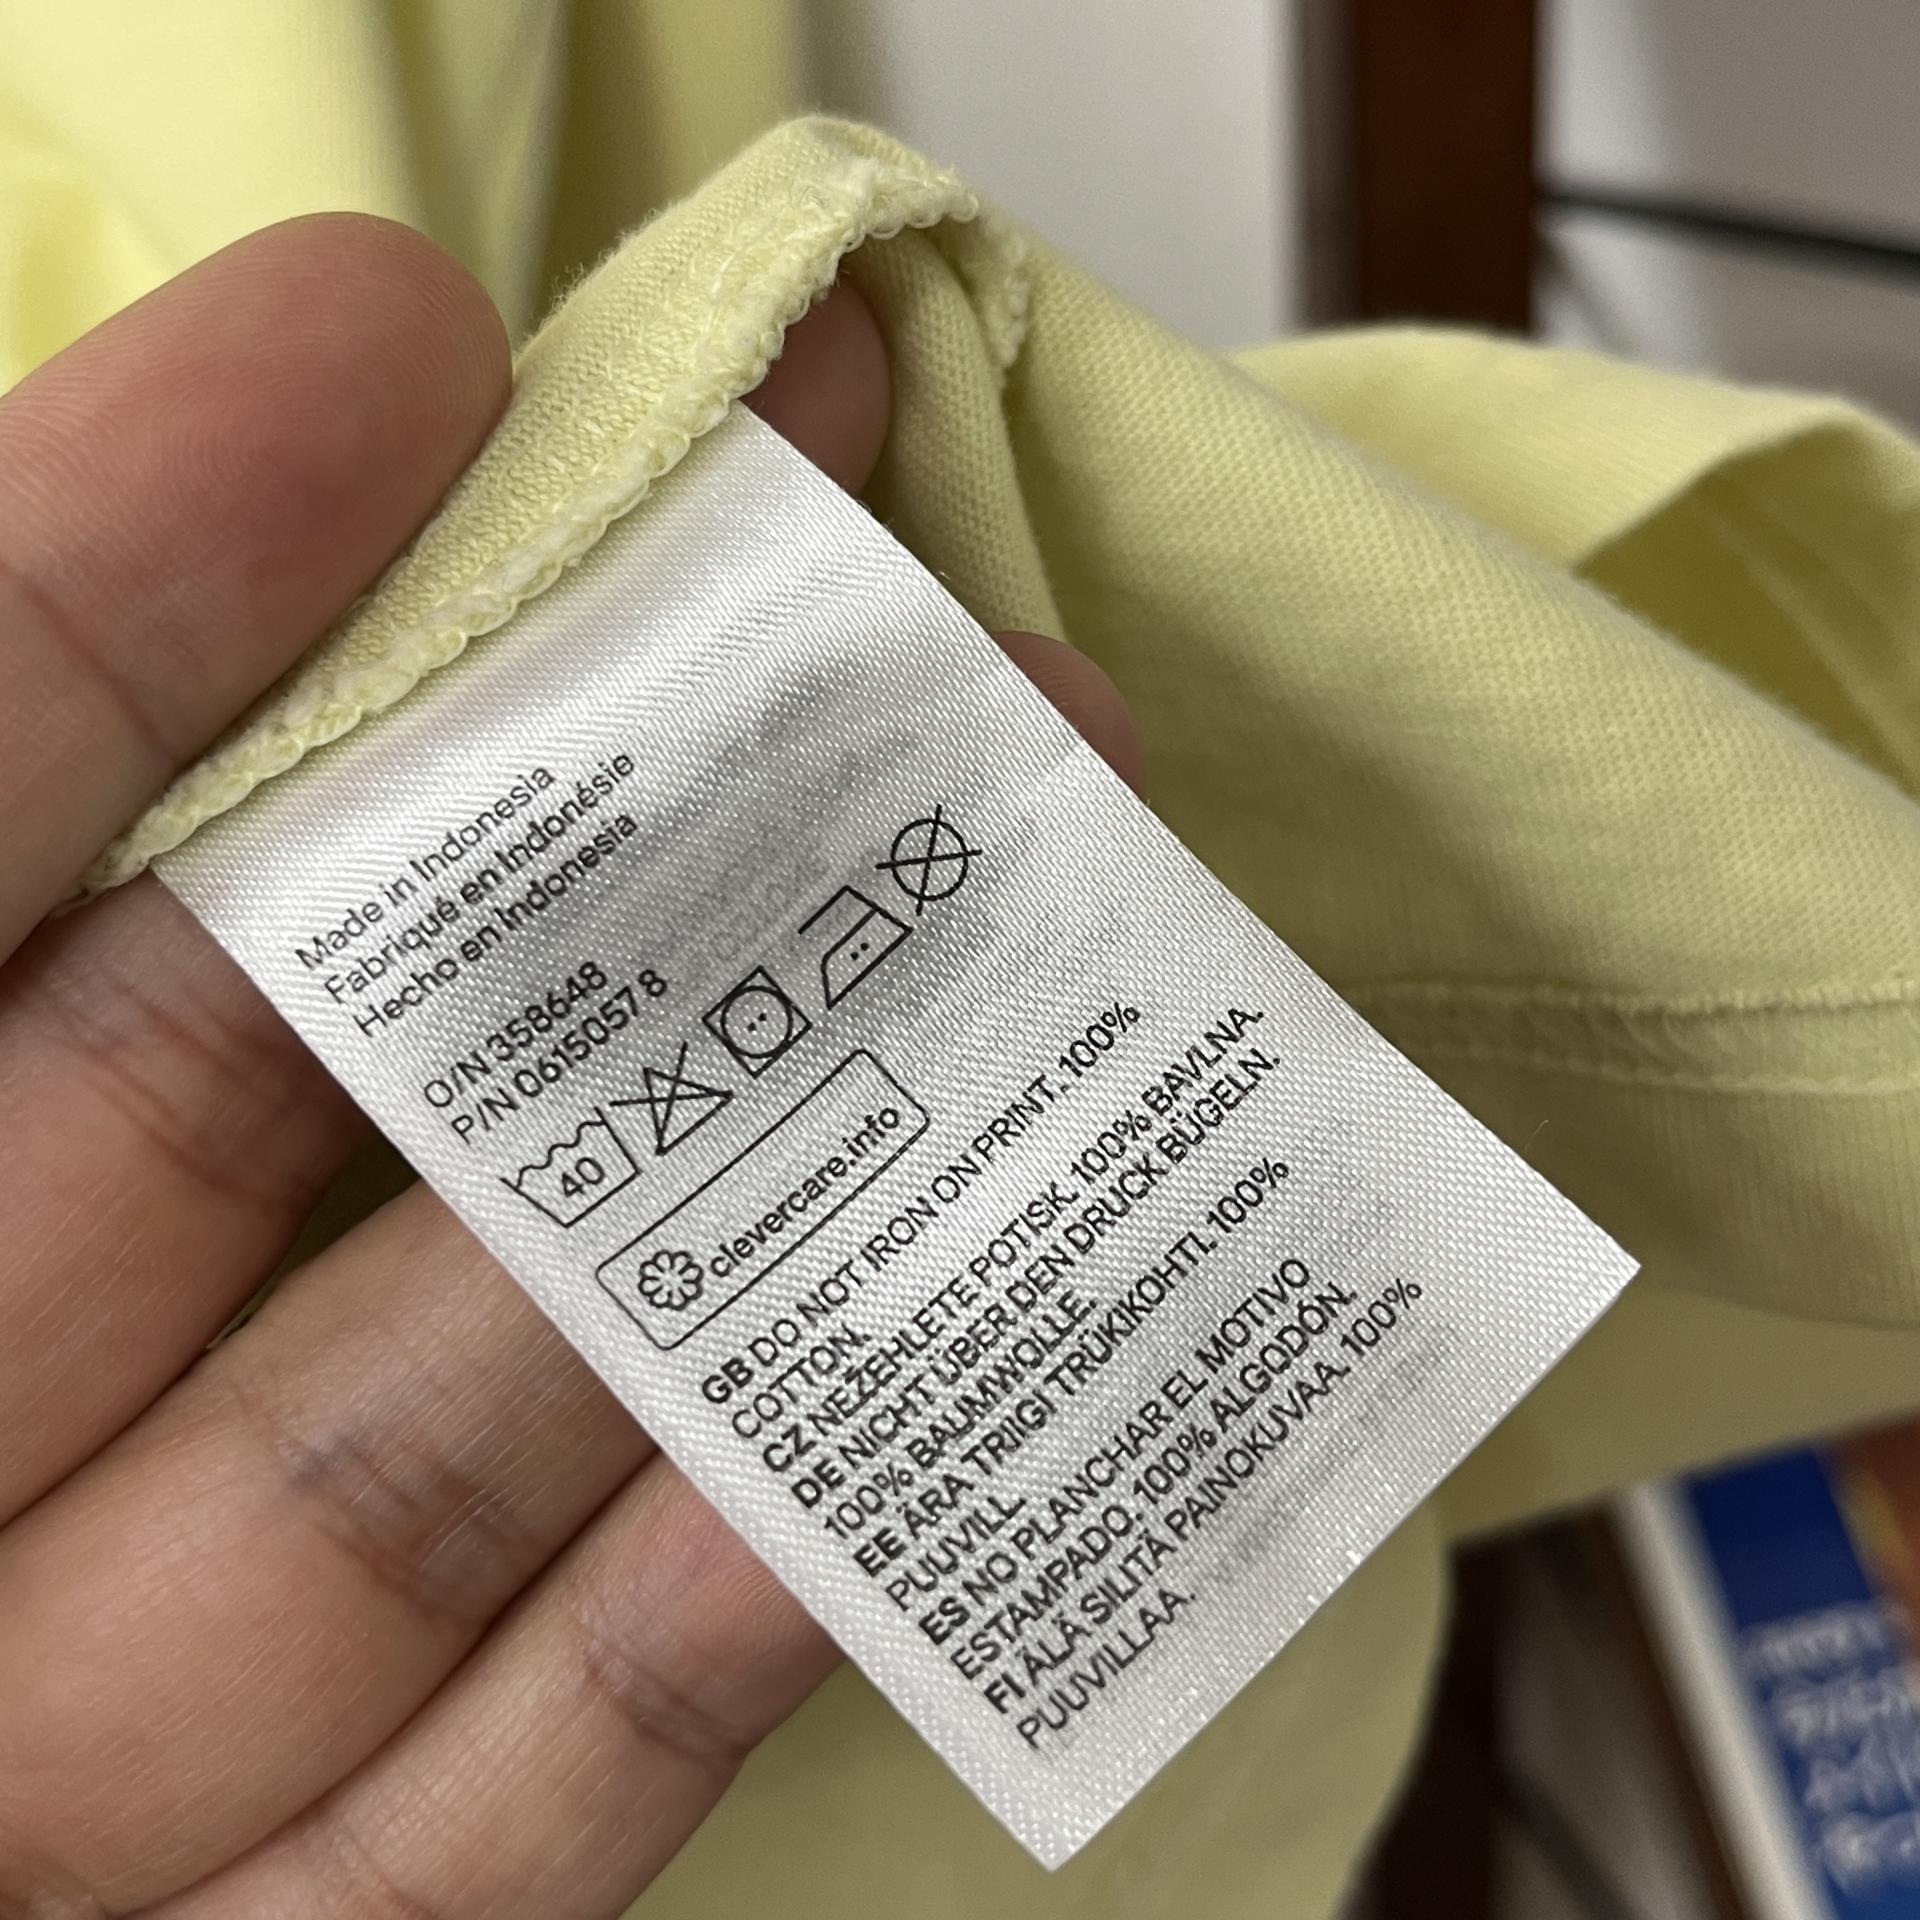 Made in Indonesia
Fabriqué en Indonésie
Hecho en Indonesia
O/N 358648
P/N 0615057 8
40
clevercare.info
GB DO NOT IRON ON PRINT. 100%
COTTON.
CZ NEŽEHLETE POTISK. 100% BAVLNA.
DE NICHT ÜBER DEN DRUCK BÜGELN.
100% BAUMWOLLE.
EE ÄRA TRIIGI TRÜKIKOHTI. 100%
PUUVILL
ES NO PLANCHAR EL MOTIVO
ESTAMPADO. 100% ALGODÓN.
FI ÄLÄ SILITÄ PAINOKUVAA. 100%
PUUVILLAA.